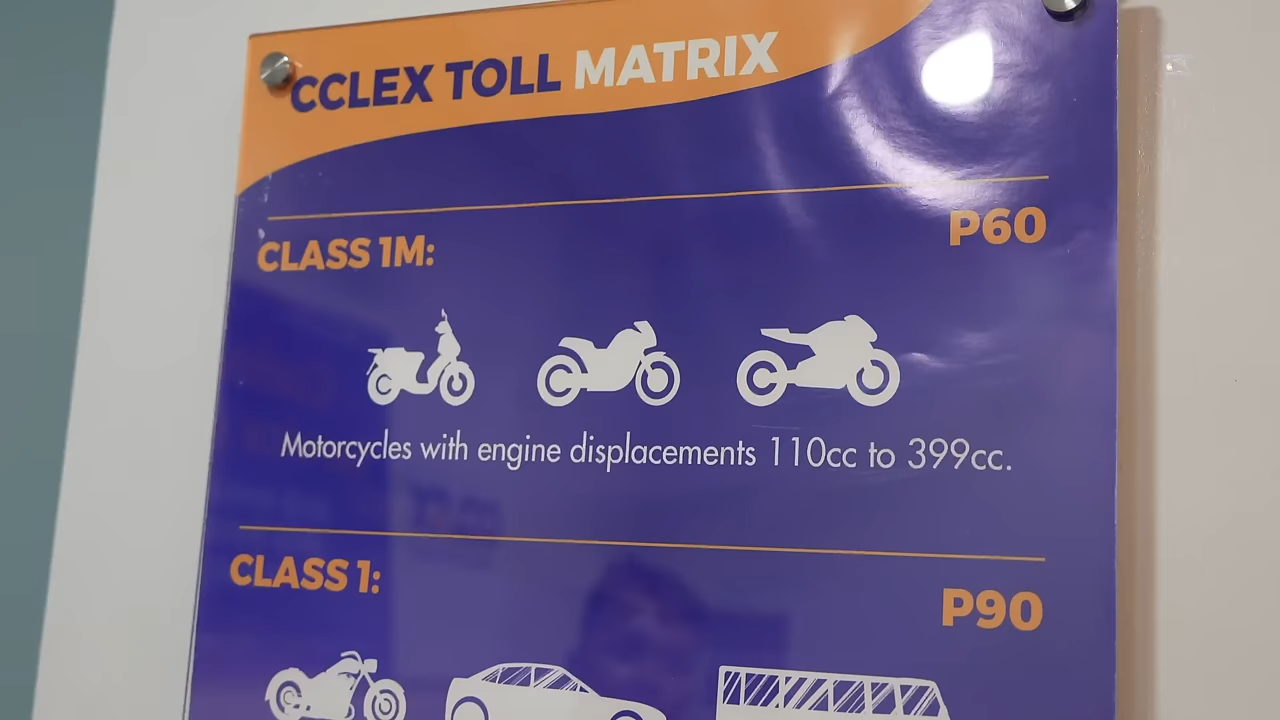 CCLEX TOLL MATRIX
CLASS 1M:
P60
Motorcycles with engine displacements 110cc to 399cc.
CLASS 1:
P90